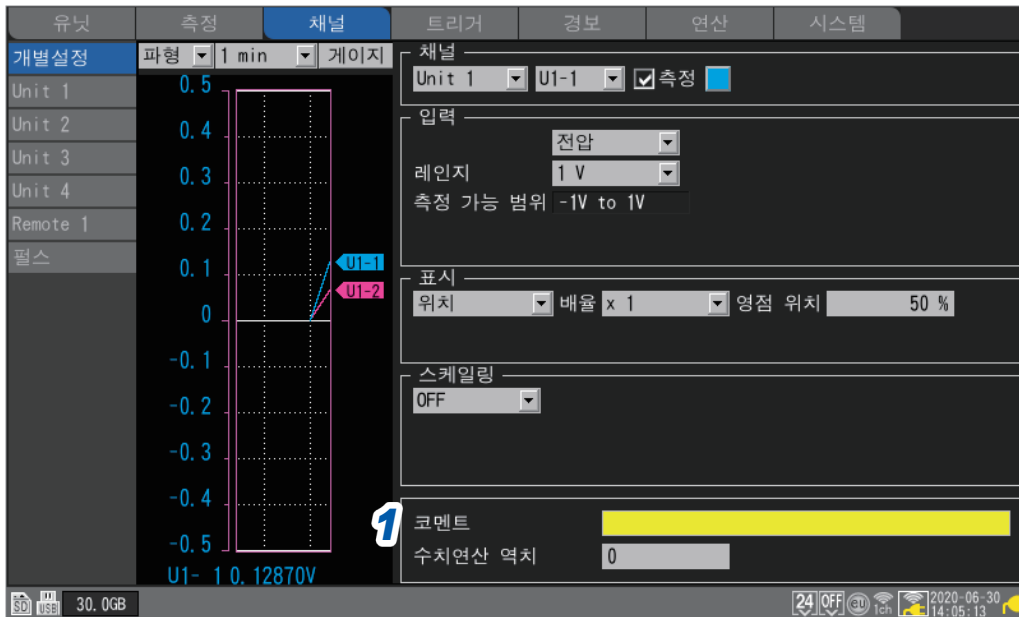 유닛 측정 채널 트리거 경보 연산 시스템
개별설정
Unit 1
Unit 2
Unit 3
Unit 4
Remote 1
펄스
파형 1 min 게이지
0.5
0.4
0.3
0.2
0.1
0
-0.1
-0.2
-0.3
-0.4
-0.5
U1-1
U1-2
U1- 1 0.12870V
채널
Unit 1 U1-1 측정
입력
전압
레인지 1 V
측정 가능 범위 -1V to 1V
표시
위치 배율 x 1 영점 위치 50 %
스케일링
OFF
1
코멘트
수치연산 역치 0
SD USB 30.0GB
24 OFF eu 1ch 2020-06-30
14:05:13